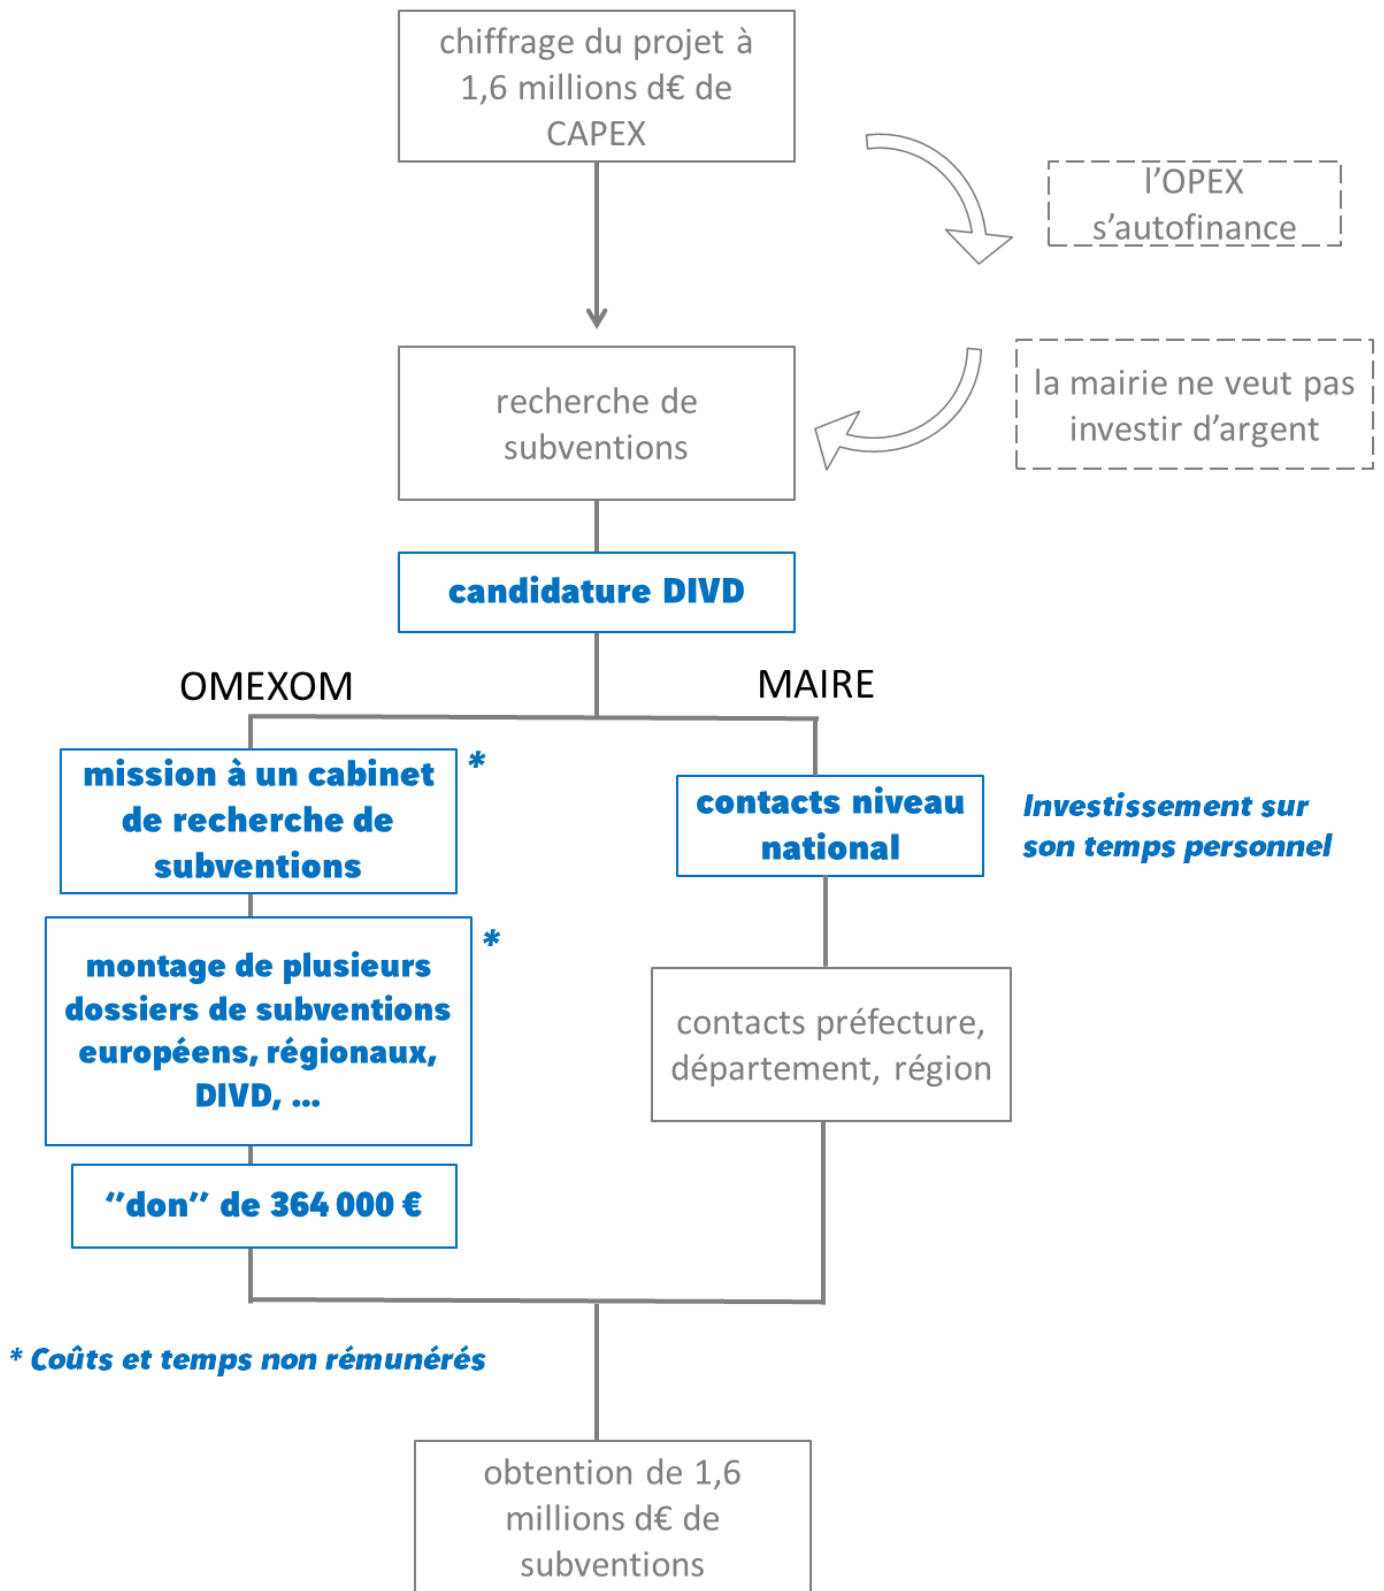 chiffrage du projet à
1,6 millions d€ de
CAPEX
l’OPEX
s’autofinance
la mairie ne veut pas
investir d’argent
recherche de
subventions
candidature DIVD
OMEXOM
MAIRE
mission à un cabinet
de recherche de
subventions
*
contacts niveau
national
Investissement sur
son temps personnel
montage de plusieurs
dossiers de subventions
européens, régionaux,
DIVD, ...
*
contacts préfecture,
département, région
‘’don’’ de 364 000 €
* Coûts et temps non rémunérés
obtention de 1,6
millions d€ de
subventions